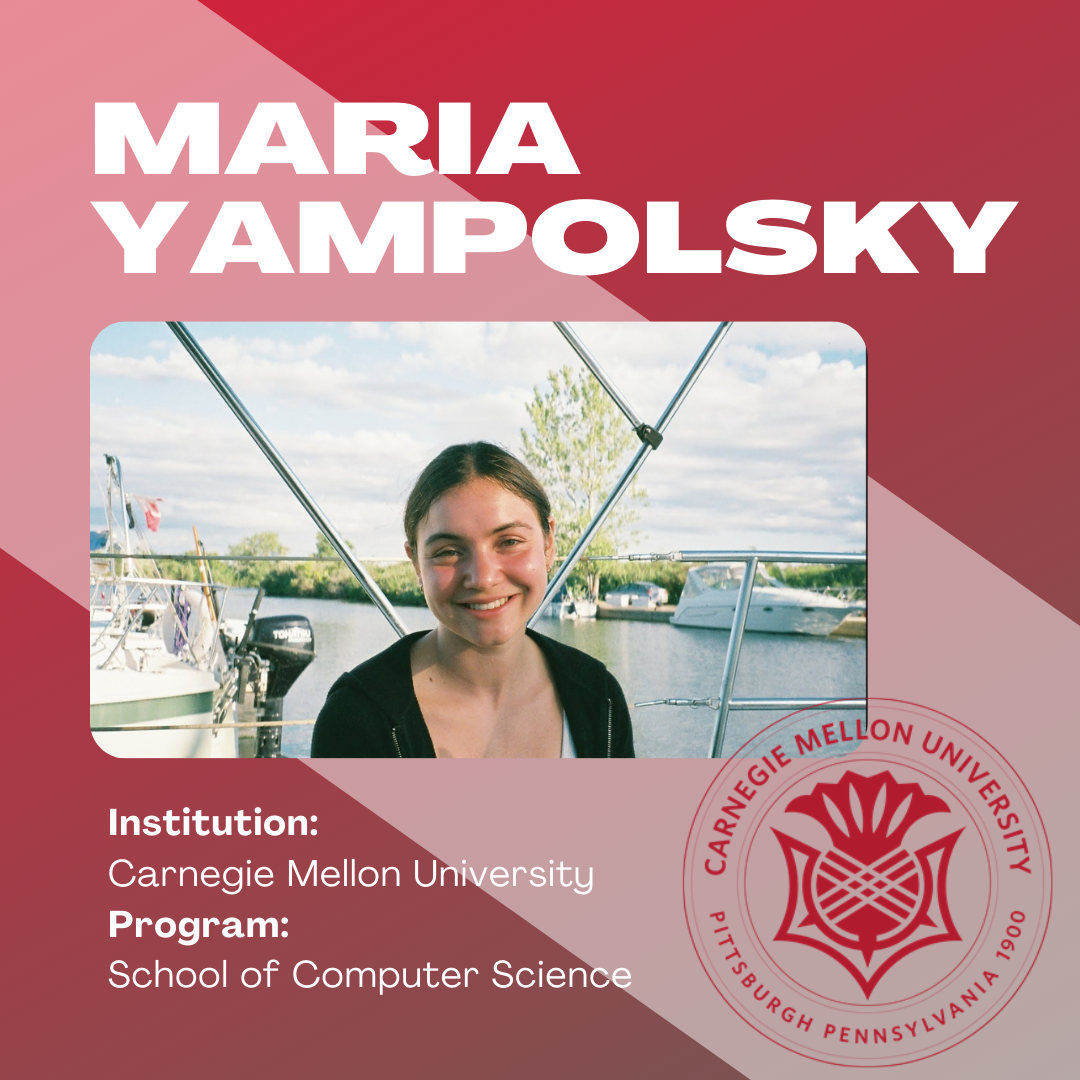 MARIA
YAMPOLSKY
TOHATSU
Institution:
Carnegie Mellon University
Program:
School of Computer Science
CARNEGIE MELLON UNIVERSITY
PITTSBURGH PENNSYLVANIA 1900